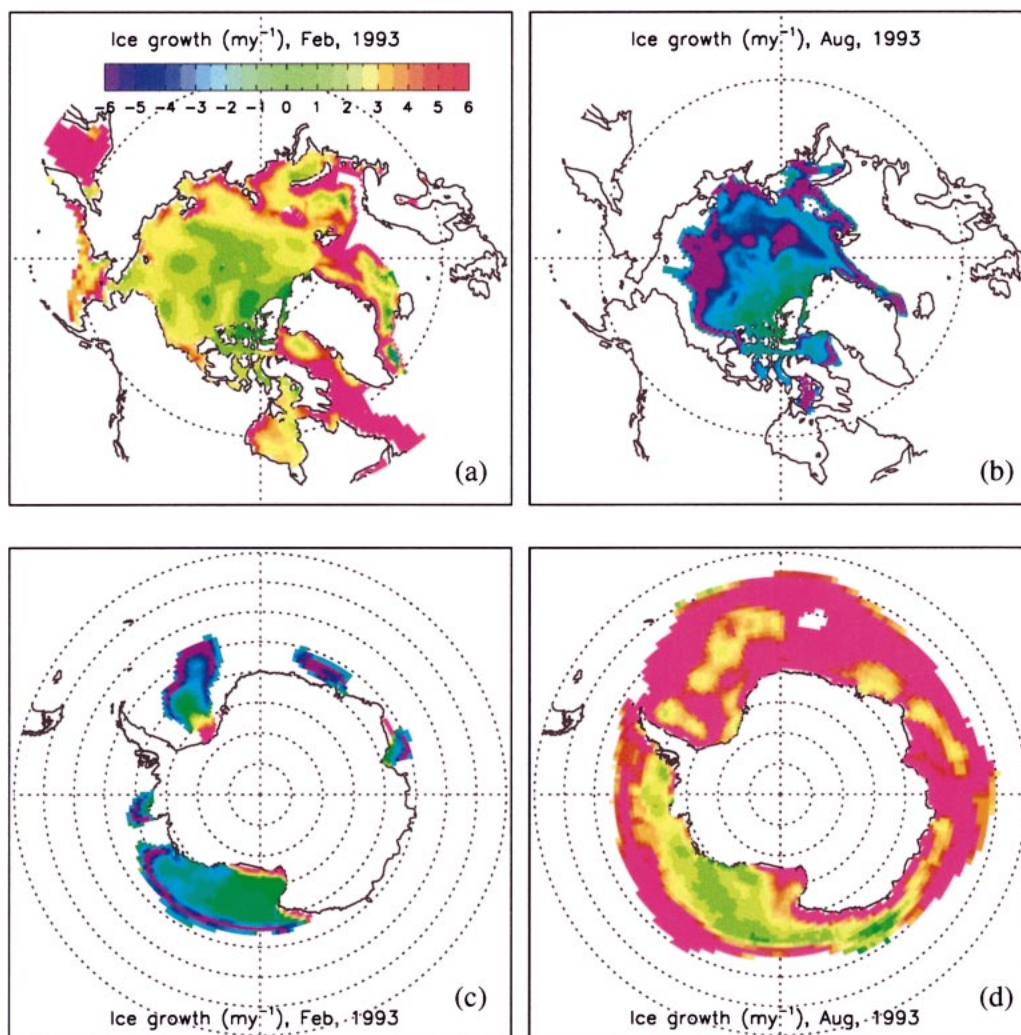 Ice growth (my⁻¹), Feb, 1993
-6 -5 -4 -3 -2 -1 0 1 2 3 4 5 6
(a)
Ice growth (my⁻¹), Aug, 1993
(b)
(c)
Ice growth (my⁻¹), Feb, 1993
(d)
Ice growth (my⁻¹), Aug, 1993